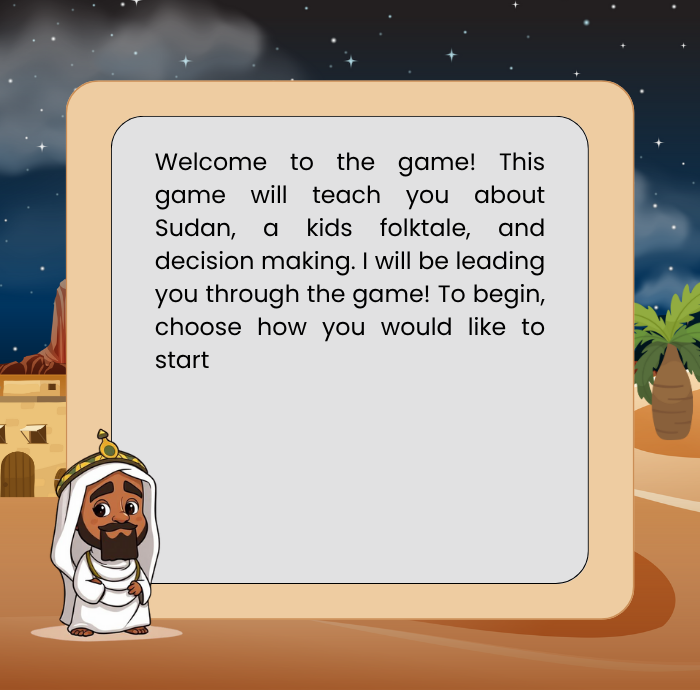 Welcome to the game! This
game will teach you about
Sudan, a kids folktale, and
decision making. I will be leading
you through the game! To begin,
choose how you would like to
start